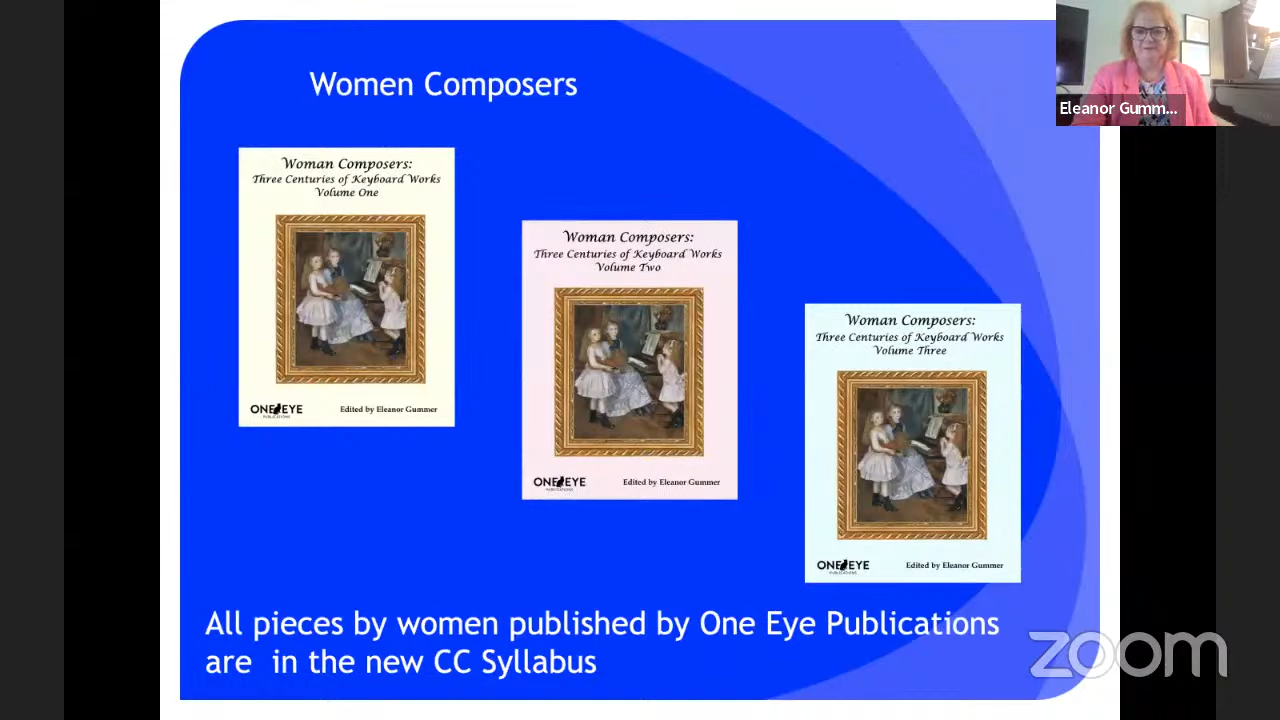 Women Composers
Eleanor Gumm...
Woman Composers:
Three Centuries of Keyboard Works
Volume One
ONE EYE
PUBLICATIONS
Edited by Eleanor Gummer
Woman Composers:
Three Centuries of Keyboard Works
Volume Two
ONE EYE
PUBLICATIONS
Edited by Eleanor Gummer
Woman Composers:
Three Centuries of Keyboard Works
Volume Three
ONE EYE
PUBLICATIONS
Edited by Eleanor Gummer
All pieces by women published by One Eye Publications
are in the new CC Syllabus
zoom